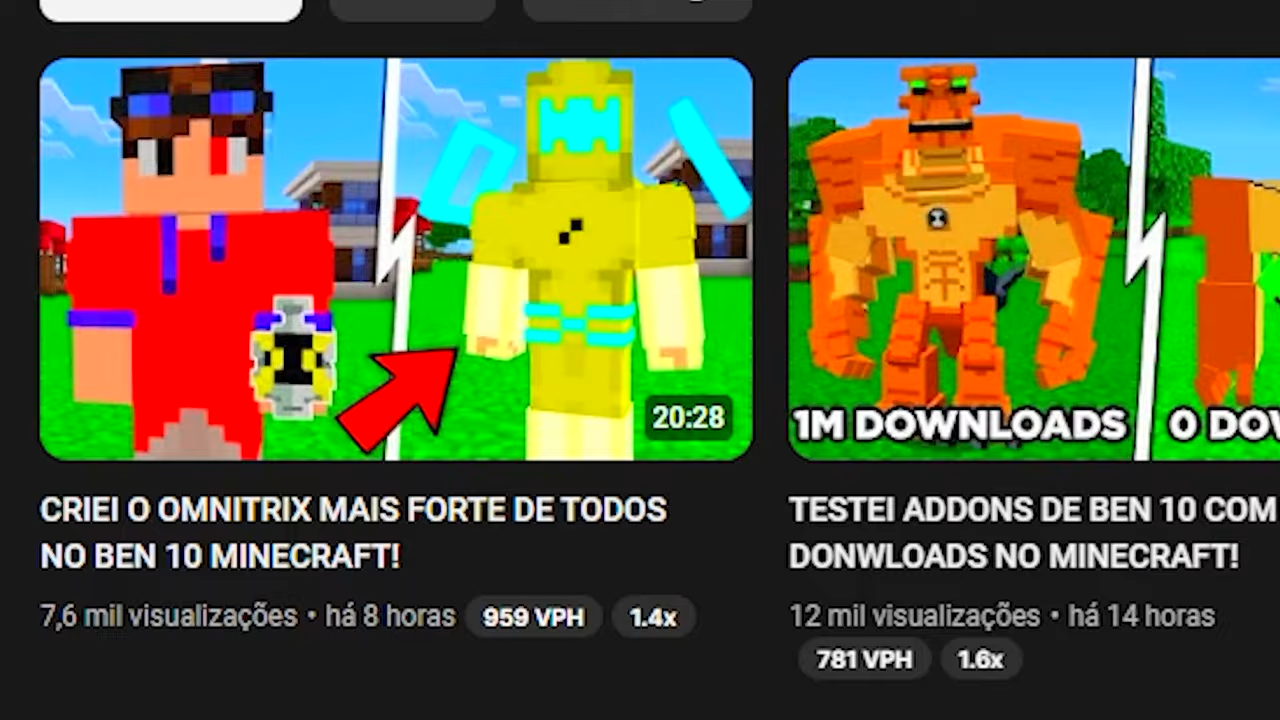 20:28
1M DOWNLOADS
0 DOW
CRIEI O OMNITRIX MAIS FORTE DE TODOS
NO BEN 10 MINECRAFT!
7,6 mil visualizações • há 8 horas 959 VPH 1.4x
TESTEI ADDONS DE BEN 10 COM
DONWLOADS NO MINECRAFT!
12 mil visualizações • há 14 horas
781 VPH 1.6x